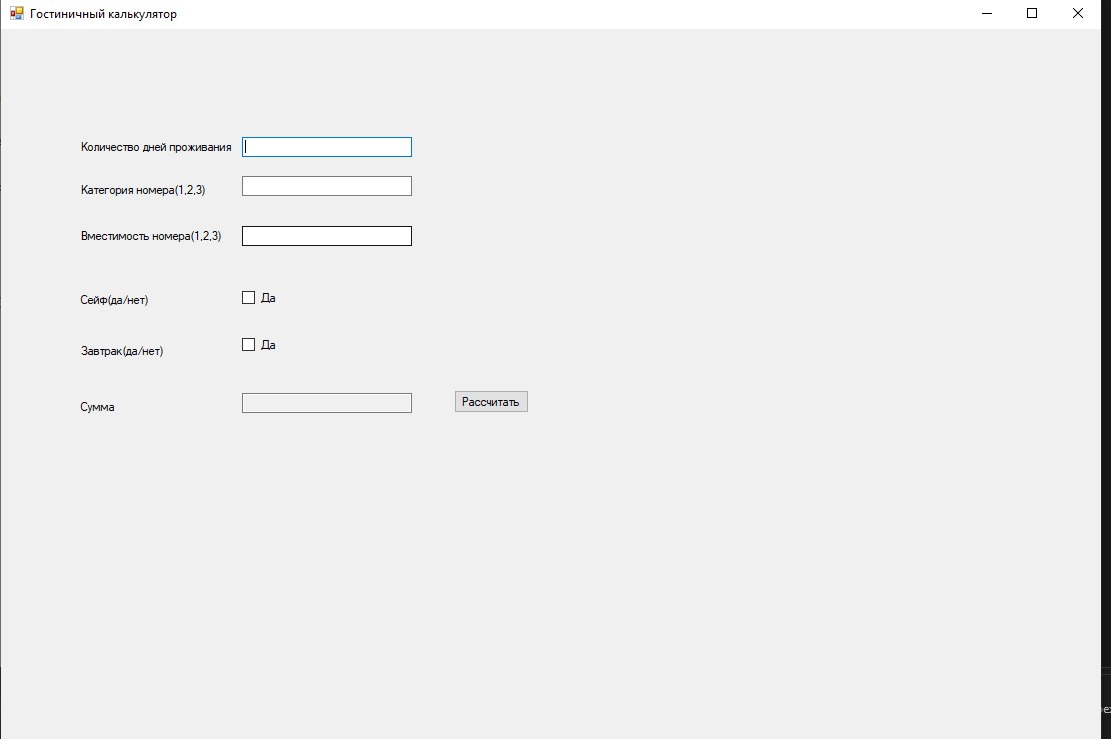 Гостиничный калькулятор
Количество дней проживания
Категория номера(1,2,3)
Вместимость номера(1,2,3)
Сейф(да/нет) Да
Завтрак(да/нет) Да
Сумма Рассчитать